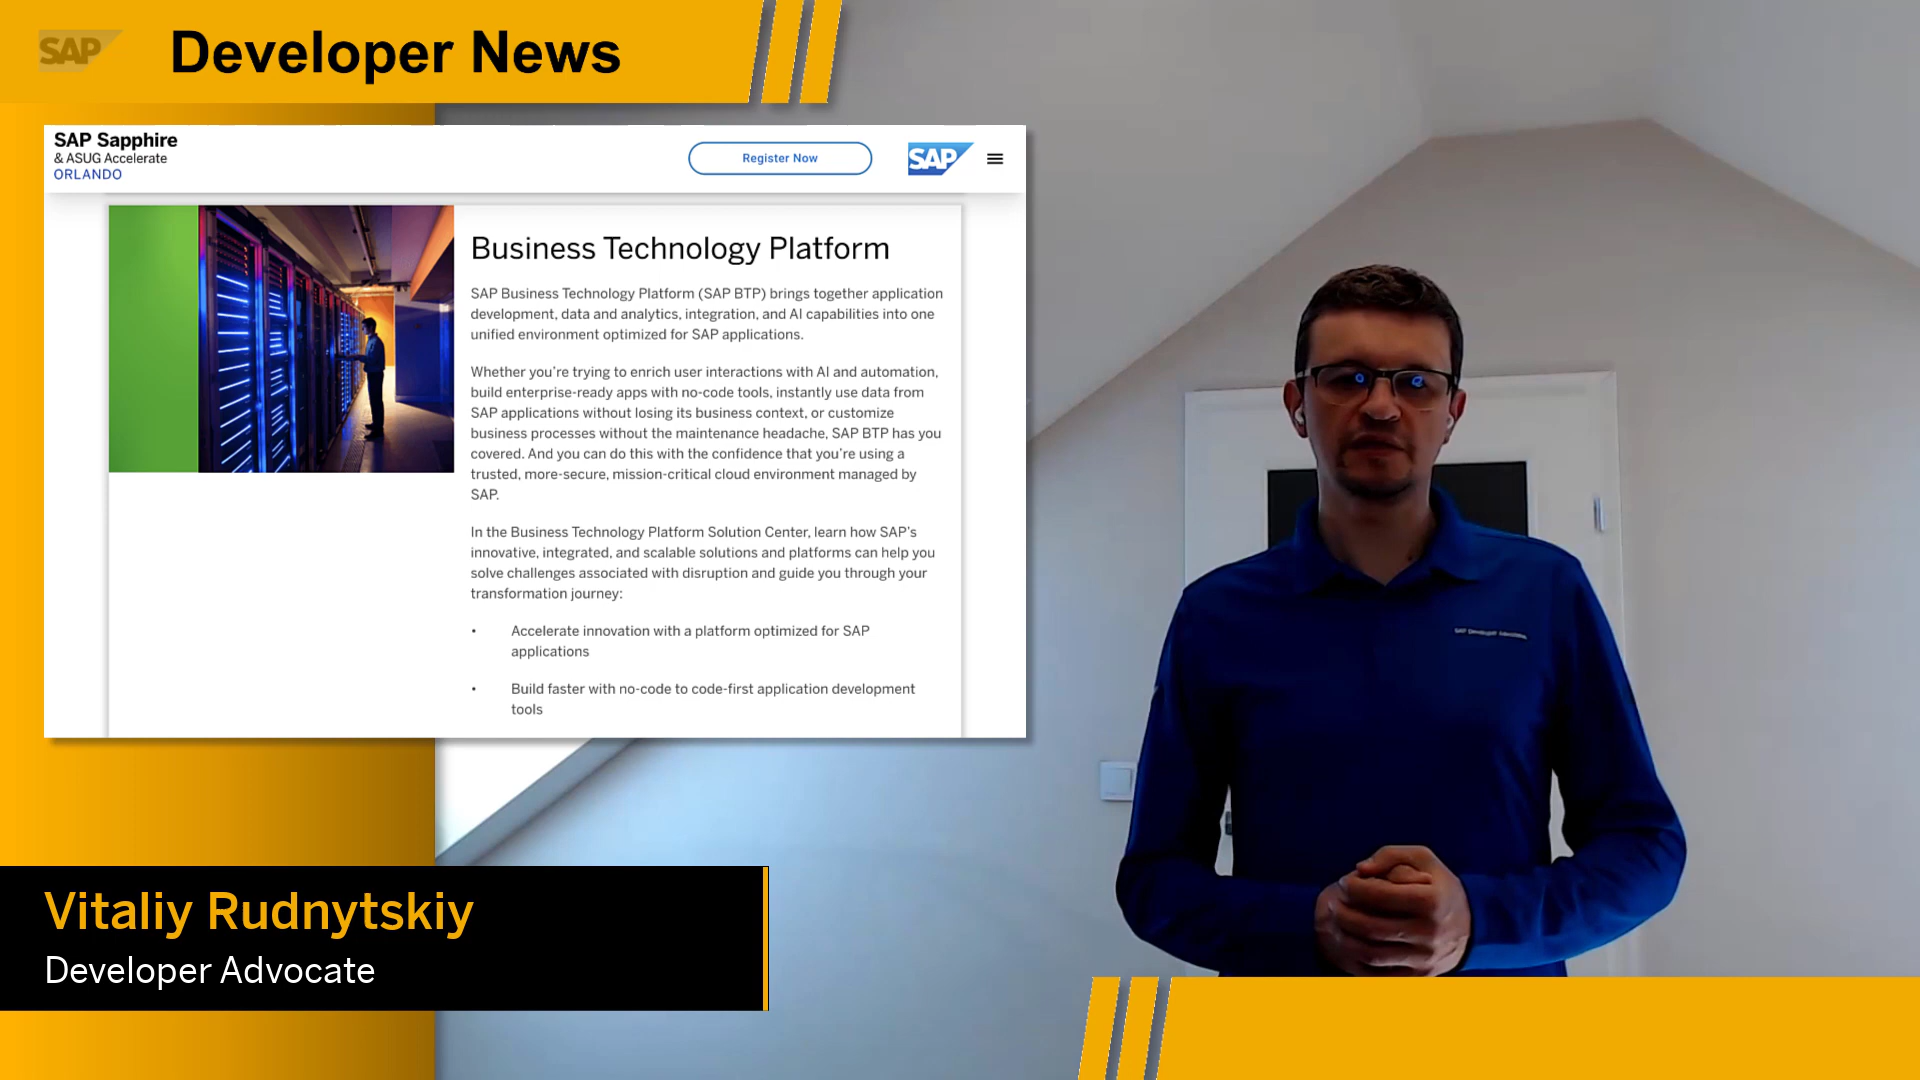 SAP
Developer News
SAP Sapphire
& ASUG Accelerate
ORLANDO
Register Now
SAP
Business Technology Platform
SAP Business Technology Platform (SAP BTP) brings together application
development, data and analytics, integration, and AI capabilities into one
unified environment optimized for SAP applications.
Whether you're trying to enrich user interactions with AI and automation,
build enterprise-ready apps with no-code tools, instantly use data from
SAP applications without losing its business context, or customize
business processes without the maintenance headache, SAP BTP has you
covered. And you can do this with the confidence that you're using a
trusted, more-secure, mission-critical cloud environment managed by
SAP.
In the Business Technology Platform Solution Center, learn how SAP's
innovative, integrated, and scalable solutions and platforms can help you
solve challenges associated with disruption and guide you through your
transformation journey:
• Accelerate innovation with a platform optimized for SAP
applications
• Build faster with no-code to code-first application development
tools
SAP Developer Advocates
Vitaliy Rudnytskiy
Developer Advocate